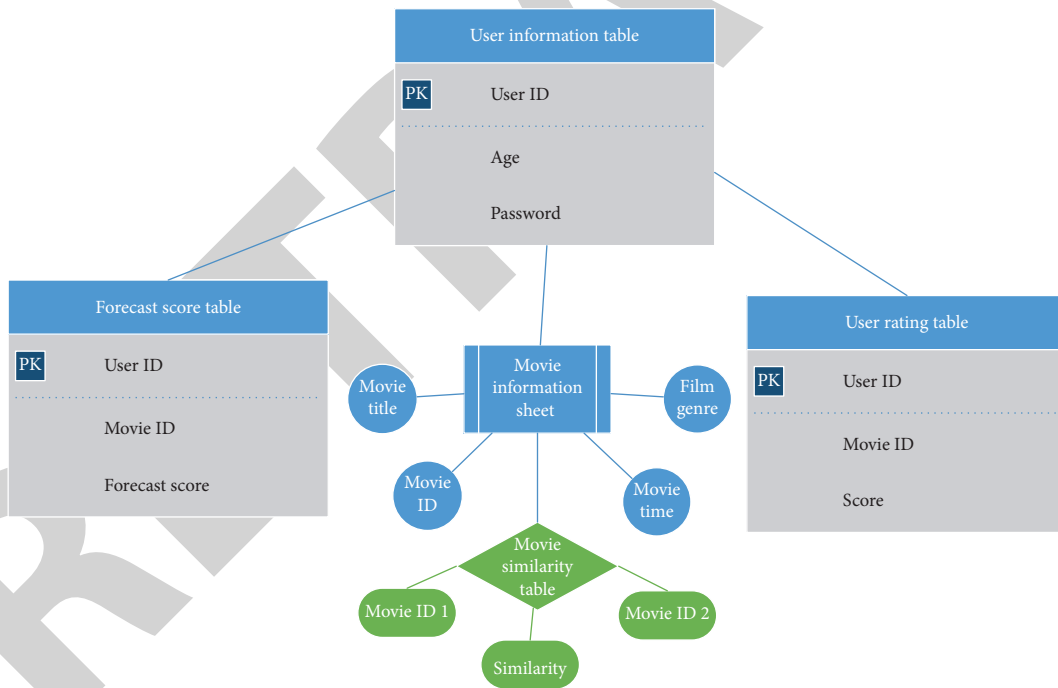 User information table
PK
User ID
Age
Password
Forecast score table
PK
User ID
Movie ID
Forecast score
Movie
information
sheet
Movie
title
Film
genre
Movie
ID
Movie
time
User rating table
PK
User ID
Movie ID
Score
Movie
similarity
table
Movie ID 1
Movie ID 2
Similarity